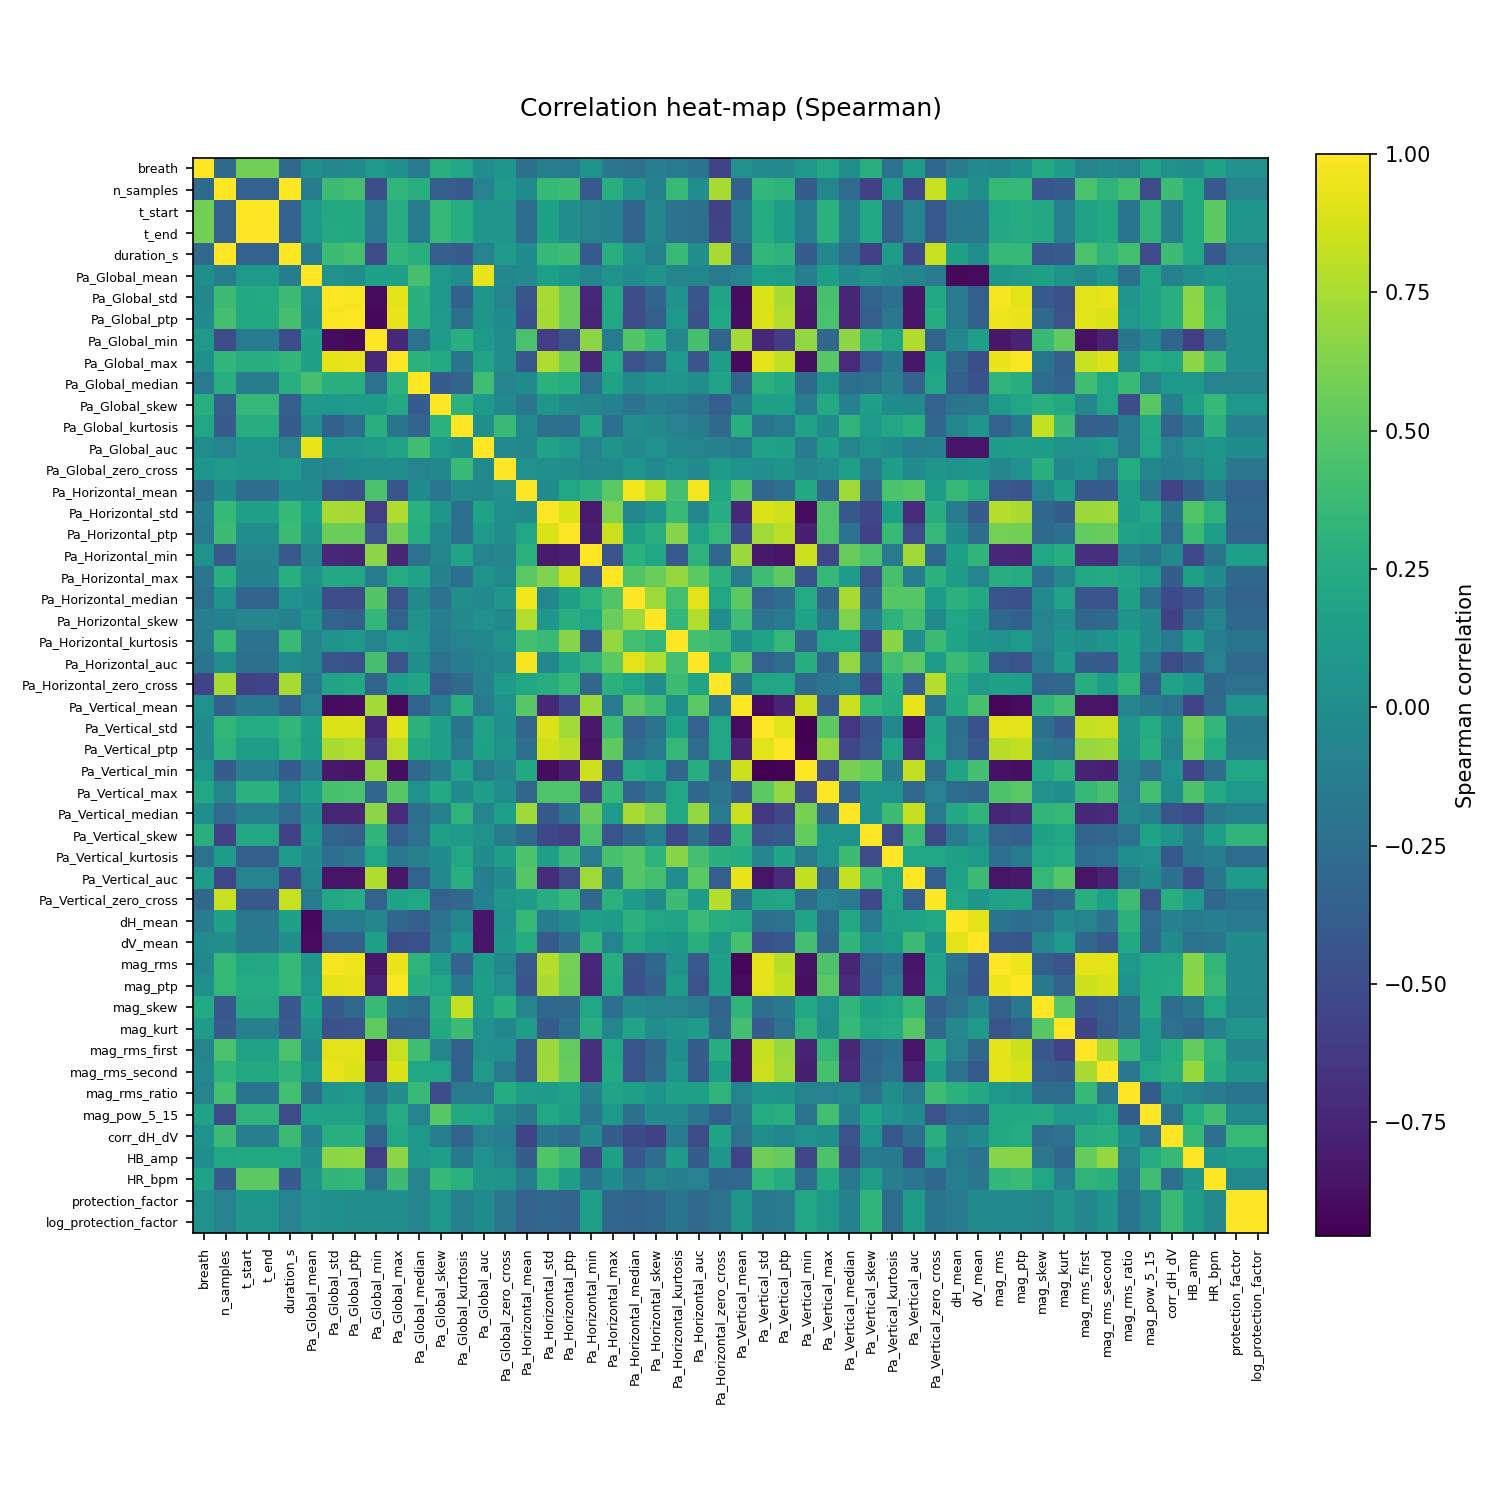 Correlation heat-map (Spearman)
breath
n_samples
t_start
t_end
duration_s
Pa_Global_mean
Pa_Global_std
Pa_Global_ptp
Pa_Global_min
Pa_Global_max
Pa_Global_median
Pa_Global_skew
Pa_Global_kurtosis
Pa_Global_auc
Pa_Global_zero_cross
Pa_Horizontal_mean
Pa_Horizontal_std
Pa_Horizontal_ptp
Pa_Horizontal_min
Pa_Horizontal_max
Pa_Horizontal_median
Pa_Horizontal_skew
Pa_Horizontal_kurtosis
Pa_Horizontal_auc
Pa_Horizontal_zero_cross
Pa_Vertical_mean
Pa_Vertical_std
Pa_Vertical_ptp
Pa_Vertical_min
Pa_Vertical_max
Pa_Vertical_median
Pa_Vertical_skew
Pa_Vertical_kurtosis
Pa_Vertical_auc
Pa_Vertical_zero_cross
dH_mean
dV_mean
mag_rms
mag_ptp
mag_skew
mag_kurt
mag_rms_first
mag_rms_second
mag_rms_ratio
mag_pow_5_15
corr_dH_dV
HB_amp
HR_bpm
protection_factor
log_protection_factor
breath
n_samples
t_start
t_end
duration_s
Pa_Global_mean
Pa_Global_std
Pa_Global_ptp
Pa_Global_min
Pa_Global_max
Pa_Global_median
Pa_Global_skew
Pa_Global_kurtosis
Pa_Global_auc
Pa_Global_zero_cross
Pa_Horizontal_mean
Pa_Horizontal_std
Pa_Horizontal_ptp
Pa_Horizontal_min
Pa_Horizontal_max
Pa_Horizontal_median
Pa_Horizontal_skew
Pa_Horizontal_kurtosis
Pa_Horizontal_auc
Pa_Horizontal_zero_cross
Pa_Vertical_mean
Pa_Vertical_std
Pa_Vertical_ptp
Pa_Vertical_min
Pa_Vertical_max
Pa_Vertical_median
Pa_Vertical_skew
Pa_Vertical_kurtosis
Pa_Vertical_auc
Pa_Vertical_zero_cross
dH_mean
dV_mean
mag_rms
mag_ptp
mag_skew
mag_kurt
mag_rms_first
mag_rms_second
mag_rms_ratio
mag_pow_5_15
corr_dH_dV
HB_amp
HR_bpm
protection_factor
log_protection_factor
1.00
0.75
0.50
0.25
0.00
−0.25
−0.50
−0.75
Spearman correlation